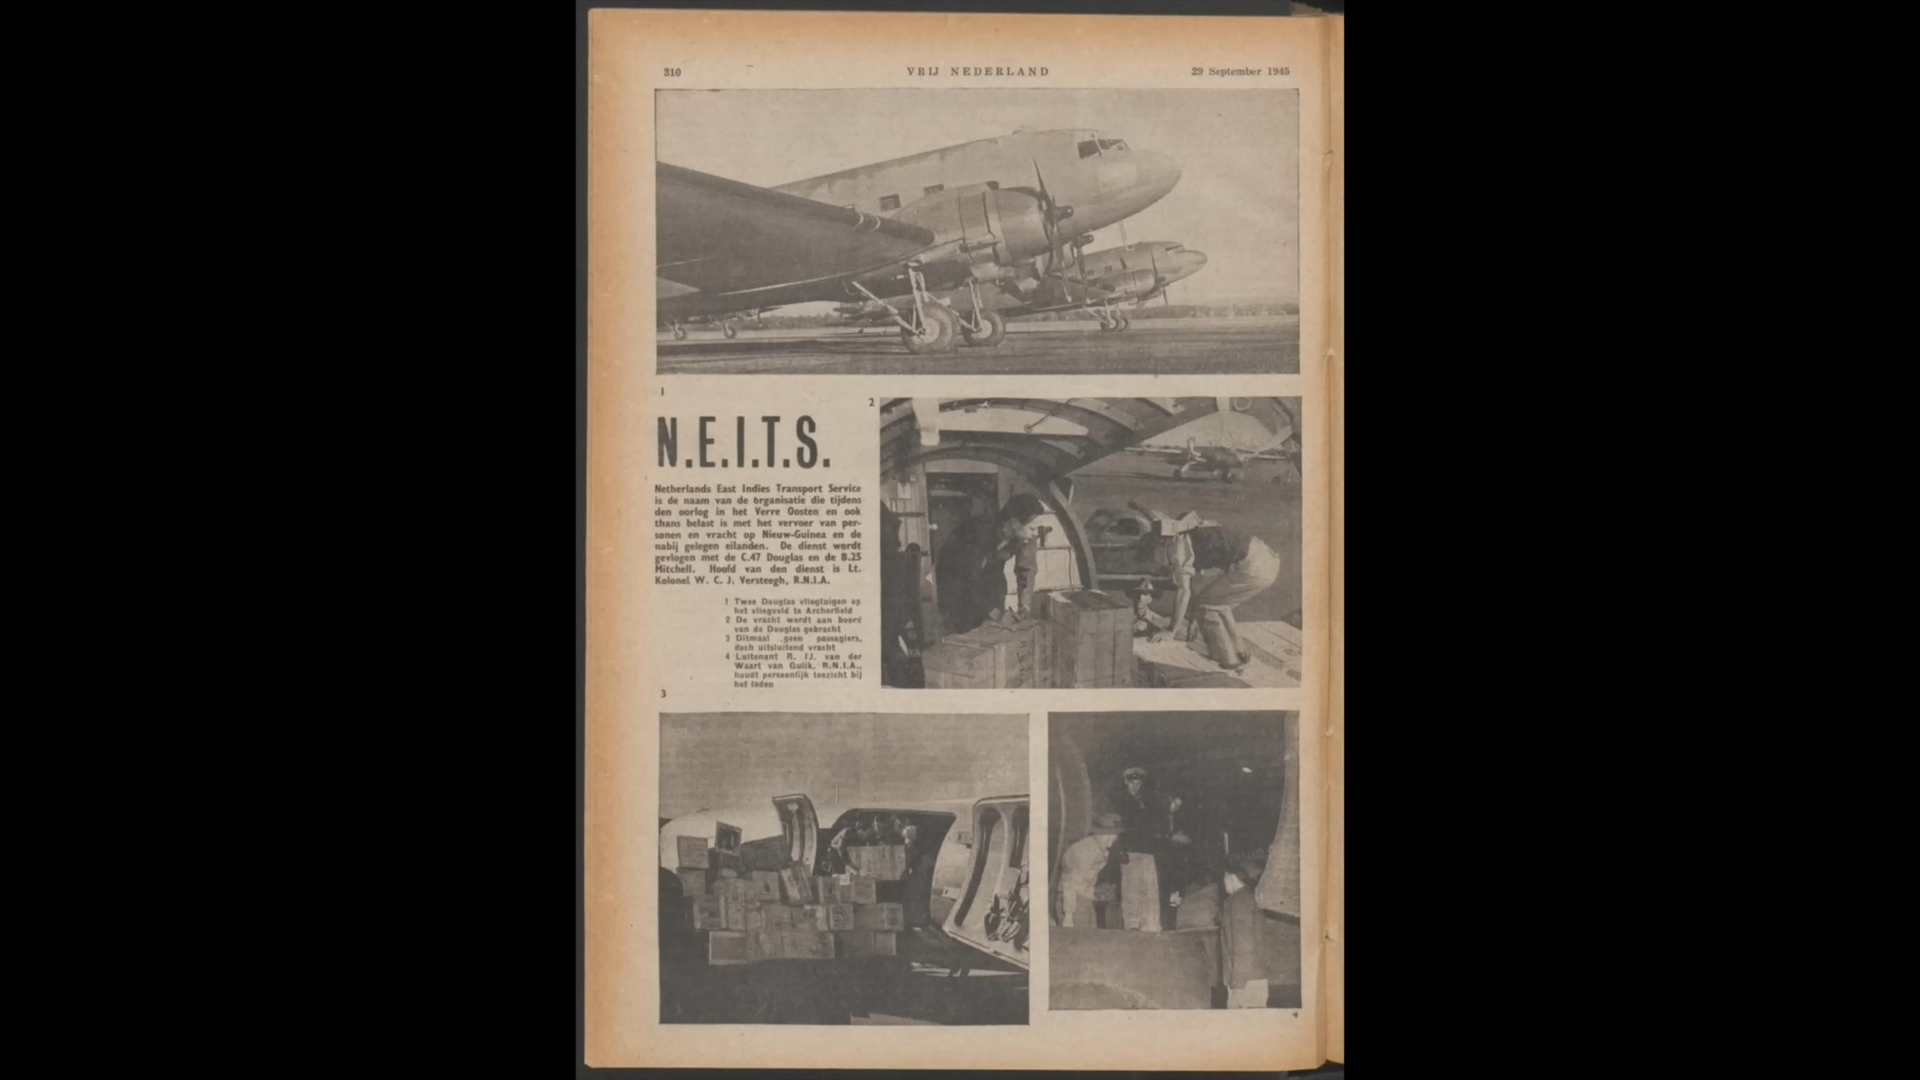 310
VRIJ NEDERLAND
29 September 1945
1
2
N.E.I.T.S.
Netherlands East Indies Transport Service
is de naam van de organisatie die tijdens
den oorlog in het Verre Oosten en ook
thans belast is met het vervoer van per-
sonen en vracht op Nieuw-Guinea en de
nabij gelegen eilanden. De dienst wordt
gevlogen met de C.47 Douglas en de B.25
Mitchell. Hoofd van den dienst is Lt.
Kolonel W. C. J. Versteegh, R.N.I.A.
1 Twee Douglas vliegtuigen op
het vliegveld te Archerfield
2 De vracht wordt aan boord
van de Douglas gebracht
3 Ditmaal geen passagiers,
doch uitsluitend vracht
4 Luitenant R. IJ. van der
Waart van Gulik, R.N.I.A.,
houdt persoonlijk toezicht bij
het laden
3
4